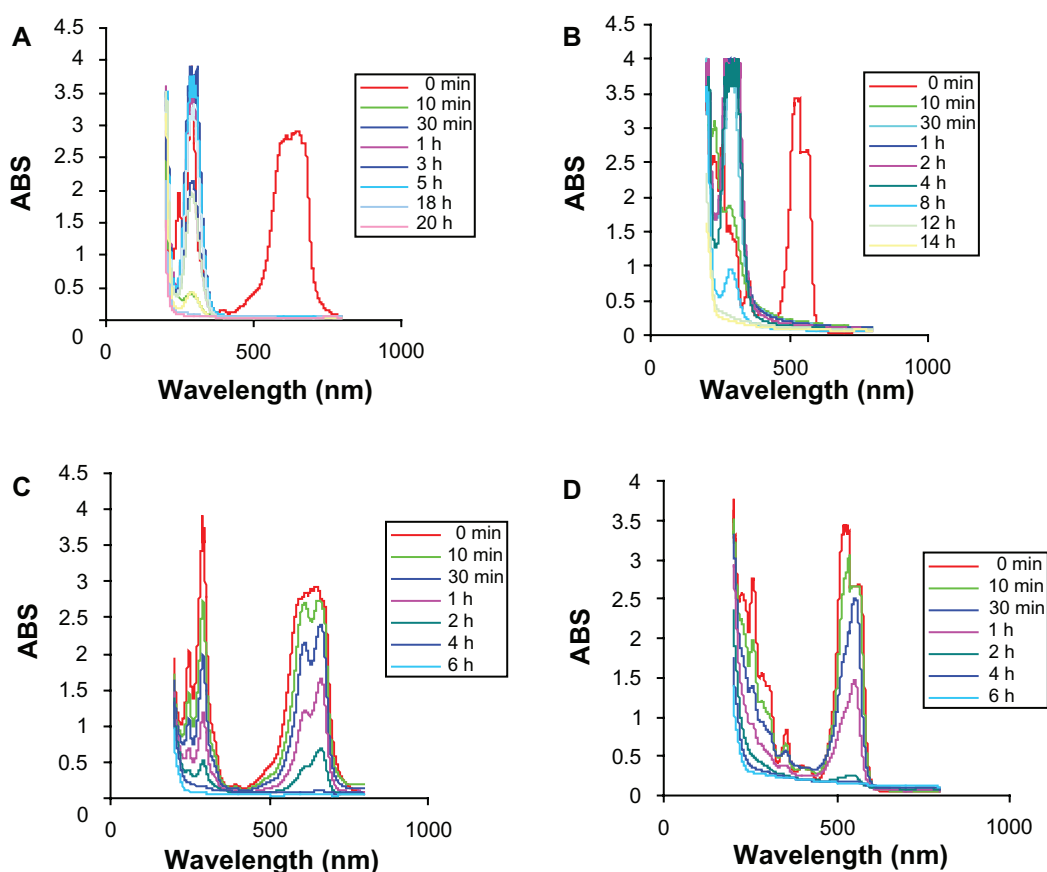 A
4.5
4
3.5
3
2.5
2
1.5
1
0.5
0
ABS
0 500 1000
Wavelength (nm)
0 min
10 min
30 min
1 h
3 h
5 h
18 h
20 h
B
4.5
4
3.5
3
2.5
2
1.5
1
0.5
0
ABS
0 500 1000
Wavelength (nm)
0 min
10 min
30 min
1 h
2 h
4 h
8 h
12 h
14 h
C
4.5
4
3.5
3
2.5
2
1.5
1
0.5
0
ABS
0 500 1000
Wavelength (nm)
0 min
10 min
30 min
1 h
2 h
4 h
6 h
D
4
3.5
3
2.5
2
1.5
1
0.5
0
ABS
0 500 1000
Wavelength (nm)
0 min
10 min
30 min
1 h
2 h
4 h
6 h